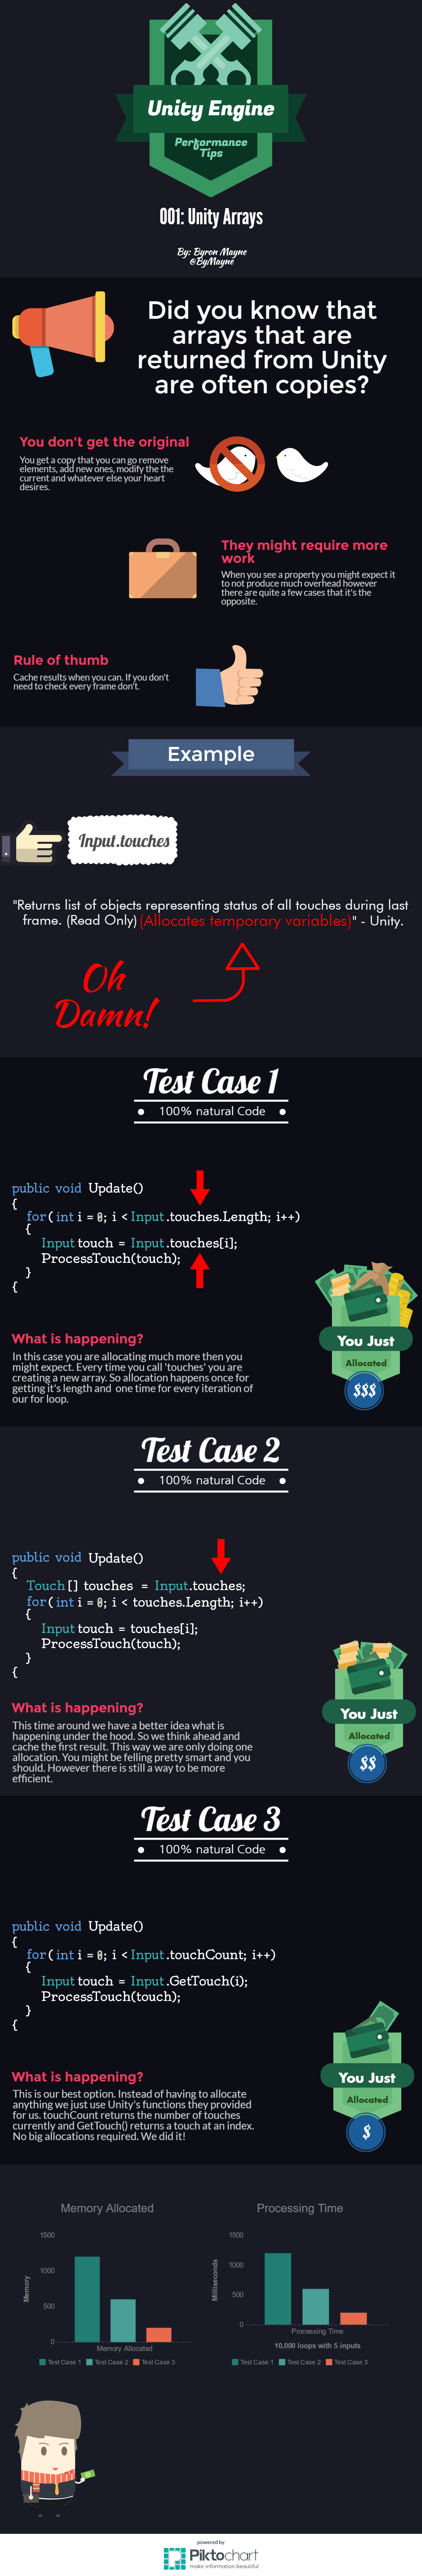 Unity Engine
Performance
Tips
001: Unity Arrays
By: Byron Mayne
@ByMayne
Did you know that
arrays that are
returned from Unity
are often copies?
You don't get the original
You get a copy that you can go remove
elements, add new ones, modify the the
current and whatever else your heart
desires.
They might require more
work
When you see a property you might expect it
to not produce much overhead however
there are quite a few cases that it's the
opposite.
Rule of thumb
Cache results when you can. If you don't
need to check every frame don't.
Example
Input.touches
"Returns list of objects representing status of all touches during last
frame. (Read Only) (Allocates temporary variables)" - Unity.
Oh
Damn!
Test Case 1
100% natural Code
public void Update()
{
for( int i = 0; i < Input.touches.Length; i++)
{
Input touch = Input.touches[i];
ProcessTouch(touch);
}
{
What is happening?
In this case you are allocating much more then you
might expect. Every time you call 'touches' you are
creating a new array. So allocation happens once for
getting it's length and one time for every iteration of
our for loop.
You Just
Allocated
$$$
Test Case 2
100% natural Code
public void Update()
{
Touch[] touches = Input.touches;
for( int i = 0; i < touches.Length; i++)
{
Input touch = touches[i];
ProcessTouch(touch);
}
{
What is happening?
This time around we have a better idea what is
happening under the hood. So we think ahead and
cache the first result. This way we are only doing one
allocation. You might be felling pretty smart and you
should. However there is still a way to be more
efficient.
You Just
Allocated
$$
Test Case 3
100% natural Code
public void Update()
{
for( int i = 0; i < Input.touchCount; i++)
{
Input touch = Input.GetTouch(i);
ProcessTouch(touch);
}
{
What is happening?
This is our best option. Instead of having to allocate
anything we just use Unity's functions they provided
for us. touchCount returns the number of touches
currently and GetTouch() returns a touch at an index.
No big allocations required. We did it!
You Just
Allocated
$
Memory Allocated
1500
1000
500
0
Memory
Memory Allocated
Test Case 1 Test Case 2 Test Case 3
Processing Time
1500
1000
500
0
Milliseconds
Processing Time
10,000 loops with 5 inputs
Test Case 1 Test Case 2 Test Case 3
powered by
Piktochart
make information beautiful